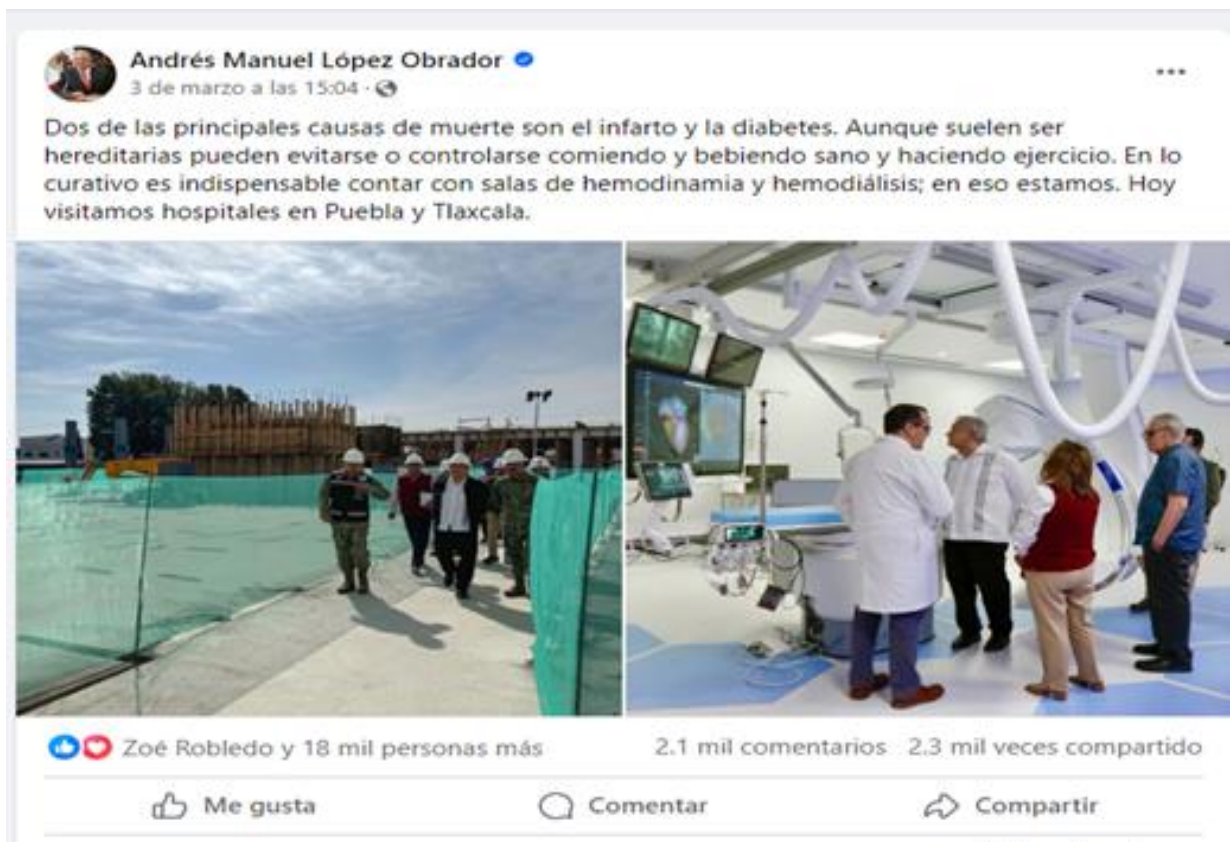 Andrés Manuel López Obrador
3 de marzo a las 15:04 ·
Dos de las principales causas de muerte son el infarto y la diabetes. Aunque suelen ser
hereditarias pueden evitarse o controlarse comiendo y bebiendo sano y haciendo ejercicio. En lo
curativo es indispensable contar con salas de hemodinamia y hemodiálisis; en eso estamos. Hoy
visitamos hospitales en Puebla y Tlaxcala.
Zoé Robledo y 18 mil personas más 2.1 mil comentarios 2.3 mil veces compartido
Me gusta Comentar Compartir